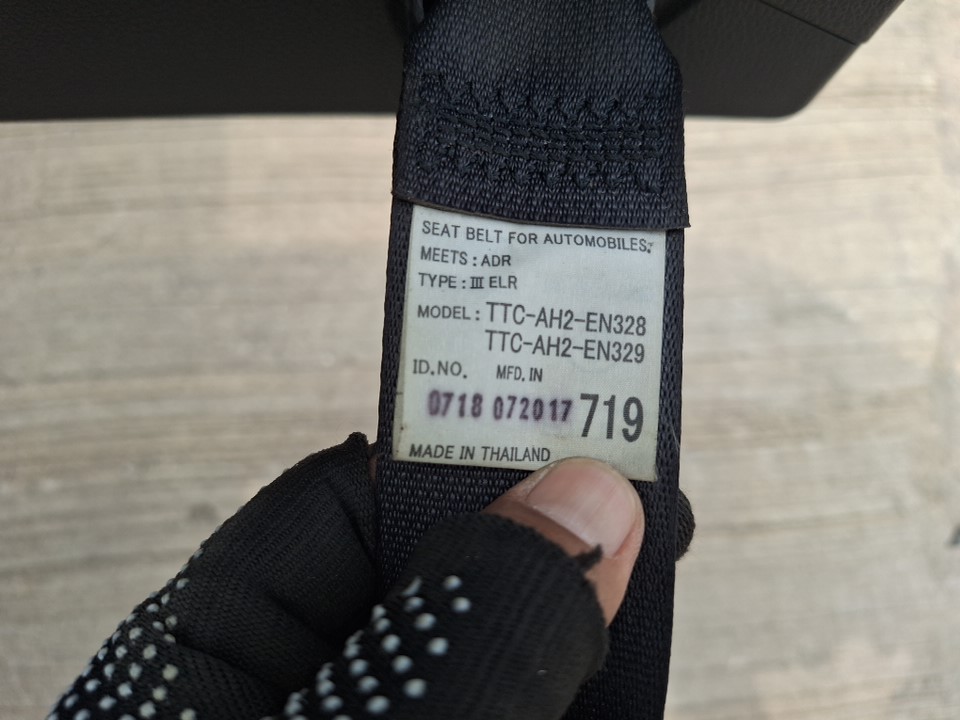 SEAT BELT FOR AUTOMOBILES.
MEETS : ADR
TYPE : III ELR
MODEL : TTC-AH2-EN328
TTC-AH2-EN329
ID.NO. MFD. IN
0718 072017 719
MADE IN THAILAND